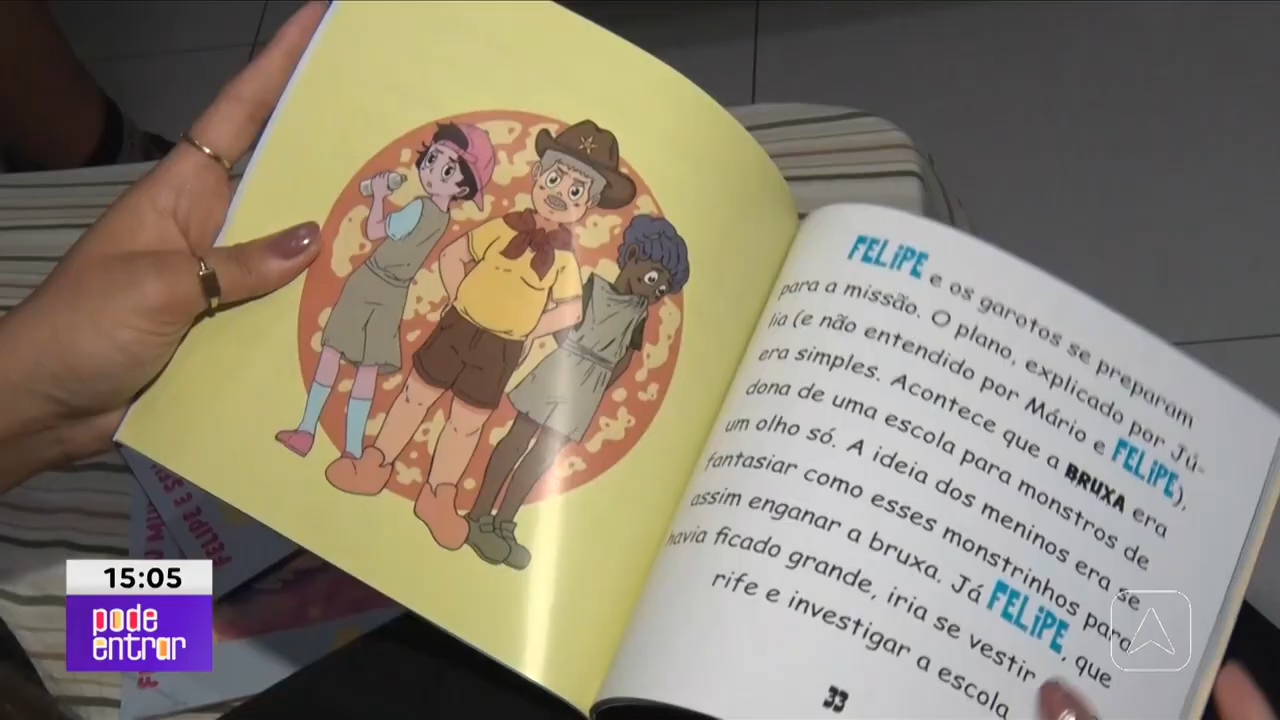 FELIPE e os garotos se preparam
para a missão. O plano, explicado por Jú-
lia (e não entendido por Mário e FELIPE),
era simples. Acontece que a BRUXA era
dona de uma escola para monstros de
um olho só. A ideia dos meninos era se
fantasiar como esses monstrinhos para
assim enganar a bruxa. Já FELIPE, que
havia ficado grande, iria se vestir
rife e investigar a escola
33
FELIPE E SE
15:05
pode
entrar